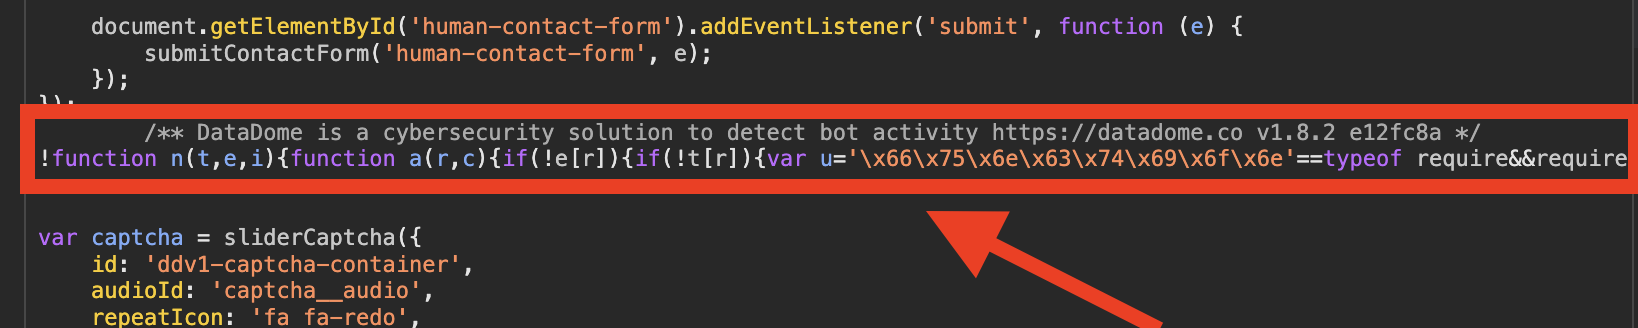 document.getElementById('human-contact-form').addEventListener('submit', function (e) {
submitContactForm('human-contact-form', e);
});
});
/** DataDome is a cybersecurity solution to detect bot activity https://datadome.co v1.8.2 e12fc8a */
!function n(t,e,i){function a(r,c){if(!e[r]){if(!t[r]){var u='\x66\x75\x6e\x63\x74\x69\x6f\x6e'==typeof require&&require
var captcha = sliderCaptcha({
id: 'ddv1-captcha-container',
audioId: 'captcha__audio',
repeatIcon: 'fa fa-redo',